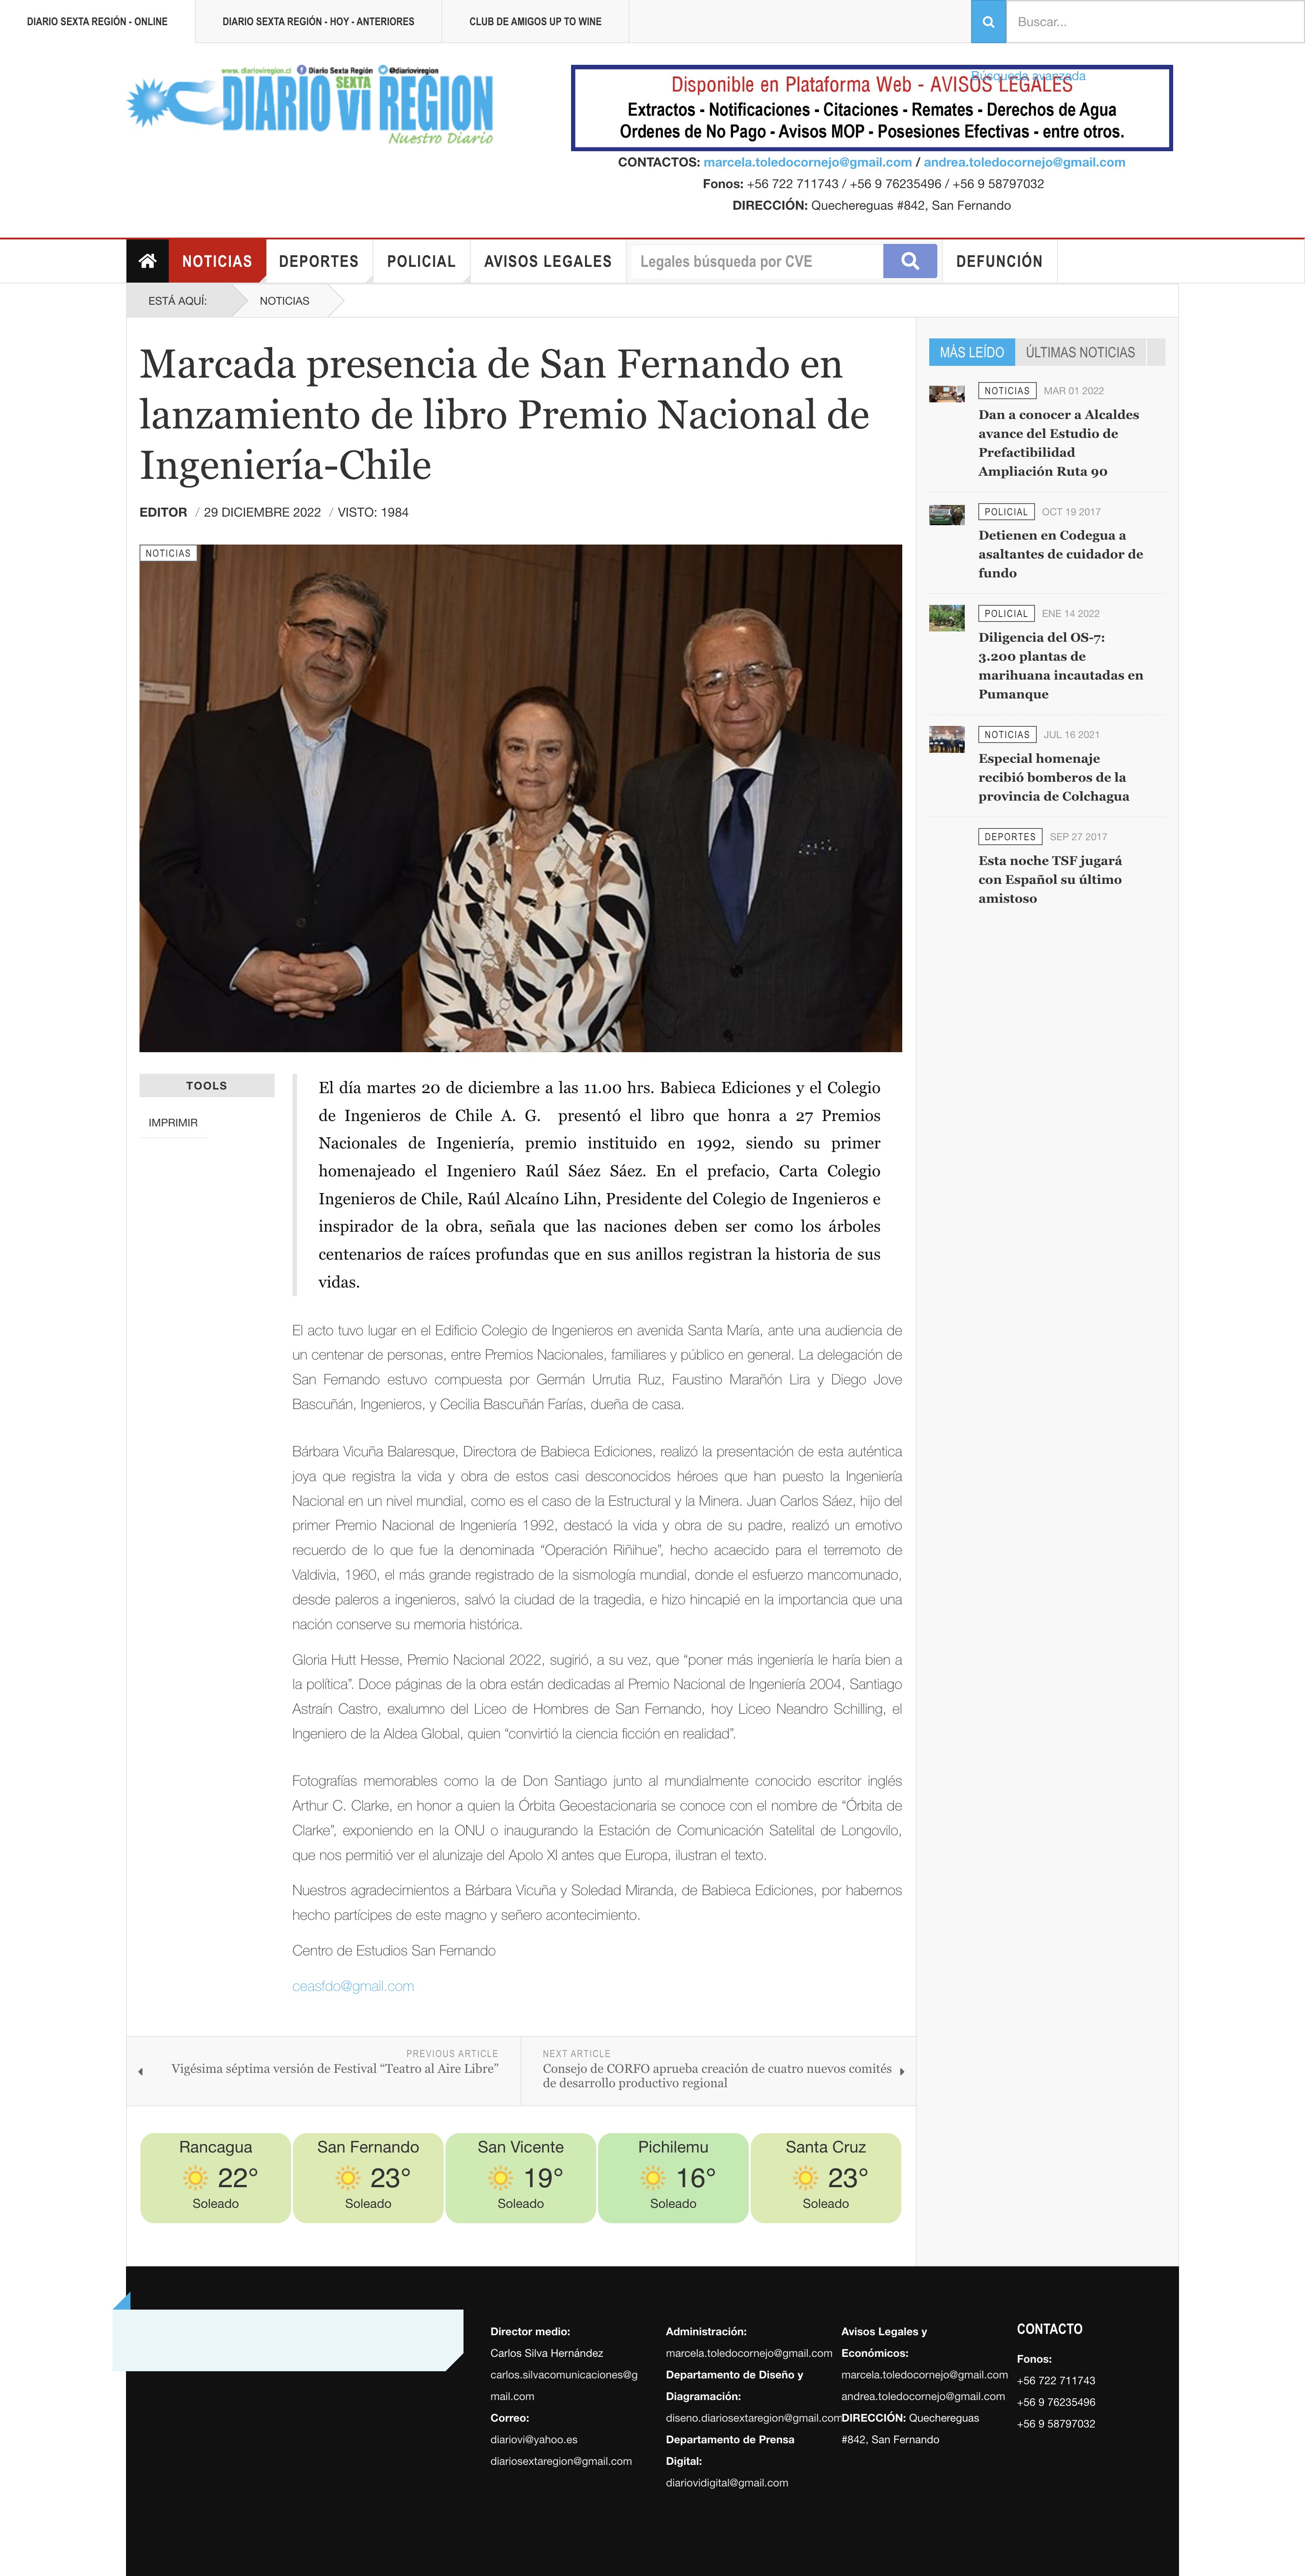 DIARIO SEXTA REGIÓN - ONLINE
DIARIO SEXTA REGIÓN - HOY - ANTERIORES
CLUB DE AMIGOS UP TO WINE
Buscar...
Búsqueda avanzada
www.diarioviregion.cl Diario Sexta Región @diarioviregion
SEXTA
DIARIO VI REGION
Nuestro Diario
Disponible en Plataforma Web - AVISOS LEGALES
Extractos - Notificaciones - Citaciones - Remates - Derechos de Agua
Ordenes de No Pago - Avisos MOP - Posesiones Efectivas - entre otros.
CONTACTOS: marcela.toledocornejo@gmail.com / andrea.toledocornejo@gmail.com
Fonos: +56 722 711743 / +56 9 76235496 / +56 9 58797032
DIRECCIÓN: Quechereguas #842, San Fernando
NOTICIAS
DEPORTES
POLICIAL
AVISOS LEGALES
Legales búsqueda por CVE
DEFUNCIÓN
ESTÁ AQUÍ:
NOTICIAS
Marcada presencia de San Fernando en
lanzamiento de libro Premio Nacional de
Ingeniería-Chile
EDITOR / 29 DICIEMBRE 2022 / VISTO: 1984
NOTICIAS
TOOLS
IMPRIMIR
El día martes 20 de diciembre a las 11.00 hrs. Babieca Ediciones y el Colegio
de Ingenieros de Chile A. G. presentó el libro que honra a 27 Premios
Nacionales de Ingeniería, premio instituido en 1992, siendo su primer
homenajeado el Ingeniero Raúl Sáez Sáez. En el prefacio, Carta Colegio
Ingenieros de Chile, Raúl Alcaíno Lihn, Presidente del Colegio de Ingenieros e
inspirador de la obra, señala que las naciones deben ser como los árboles
centenarios de raíces profundas que en sus anillos registran la historia de sus
vidas.
El acto tuvo lugar en el Edificio Colegio de Ingenieros en avenida Santa María, ante una audiencia de
un centenar de personas, entre Premios Nacionales, familiares y público en general. La delegación de
San Fernando estuvo compuesta por Germán Urrutia Ruz, Faustino Marañón Lira y Diego Jove
Bascuñán, Ingenieros, y Cecilia Bascuñán Farías, dueña de casa.
Bárbara Vicuña Balaresque, Directora de Babieca Ediciones, realizó la presentación de esta auténtica
joya que registra la vida y obra de estos casi desconocidos héroes que han puesto la Ingeniería
Nacional en un nivel mundial, como es el caso de la Estructural y la Minera. Juan Carlos Sáez, hijo del
primer Premio Nacional de Ingeniería 1992, destacó la vida y obra de su padre, realizó un emotivo
recuerdo de lo que fue la denominada “Operación Riñihue”, hecho acaecido para el terremoto de
Valdivia, 1960, el más grande registrado de la sismología mundial, donde el esfuerzo mancomunado,
desde paleros a ingenieros, salvó la ciudad de la tragedia, e hizo hincapié en la importancia que una
nación conserve su memoria histórica.
Gloria Hutt Hesse, Premio Nacional 2022, sugirió, a su vez, que “poner más ingeniería le haría bien a
la política”. Doce páginas de la obra están dedicadas al Premio Nacional de Ingeniería 2004, Santiago
Astraín Castro, exalumno del Liceo de Hombres de San Fernando, hoy Liceo Neandro Schilling, el
Ingeniero de la Aldea Global, quien “convirtió la ciencia ficción en realidad”.
Fotografías memorables como la de Don Santiago junto al mundialmente conocido escritor inglés
Arthur C. Clarke, en honor a quien la Órbita Geoestacionaria se conoce con el nombre de “Órbita de
Clarke”, exponiendo en la ONU o inaugurando la Estación de Comunicación Satelital de Longovilo,
que nos permitió ver el alunizaje del Apolo XI antes que Europa, ilustran el texto.
Nuestros agradecimientos a Bárbara Vicuña y Soledad Miranda, de Babieca Ediciones, por habernos
hecho partícipes de este magno y señero acontecimiento.
Centro de Estudios San Fernando
ceasfdo@gmail.com
PREVIOUS ARTICLE
Vigésima séptima versión de Festival “Teatro al Aire Libre”
NEXT ARTICLE
Consejo de CORFO aprueba creación de cuatro nuevos comités
de desarrollo productivo regional
Rancagua
22°
Soleado
San Fernando
23°
Soleado
San Vicente
19°
Soleado
Pichilemu
16°
Soleado
Santa Cruz
23°
Soleado
MÁS LEÍDO
ÚLTIMAS NOTICIAS
NOTICIAS MAR 01 2022
Dan a conocer a Alcaldes
avance del Estudio de
Prefactibilidad
Ampliación Ruta 90
POLICIAL OCT 19 2017
Detienen en Codegua a
asaltantes de cuidador de
fundo
POLICIAL ENE 14 2022
Diligencia del OS-7:
3.200 plantas de
marihuana incautadas en
Pumanque
NOTICIAS JUL 16 2021
Especial homenaje
recibió bomberos de la
provincia de Colchagua
DEPORTES SEP 27 2017
Esta noche TSF jugará
con Español su último
amistoso
Director medio:
Carlos Silva Hernández
carlos.silvacomunicaciones@g
mail.com
Correo:
diariovi@yahoo.es
diariosextaregion@gmail.com
Administración:
marcela.toledocornejo@gmail.com
Departamento de Diseño y
Diagramación:
diseno.diariosextaregion@gmail.com
Departamento de Prensa
Digital:
diariovidigital@gmail.com
Avisos Legales y
Económicos:
marcela.toledocornejo@gmail.com
andrea.toledocornejo@gmail.com
DIRECCIÓN: Quechereguas
#842, San Fernando
CONTACTO
Fonos:
+56 722 711743
+56 9 76235496
+56 9 58797032